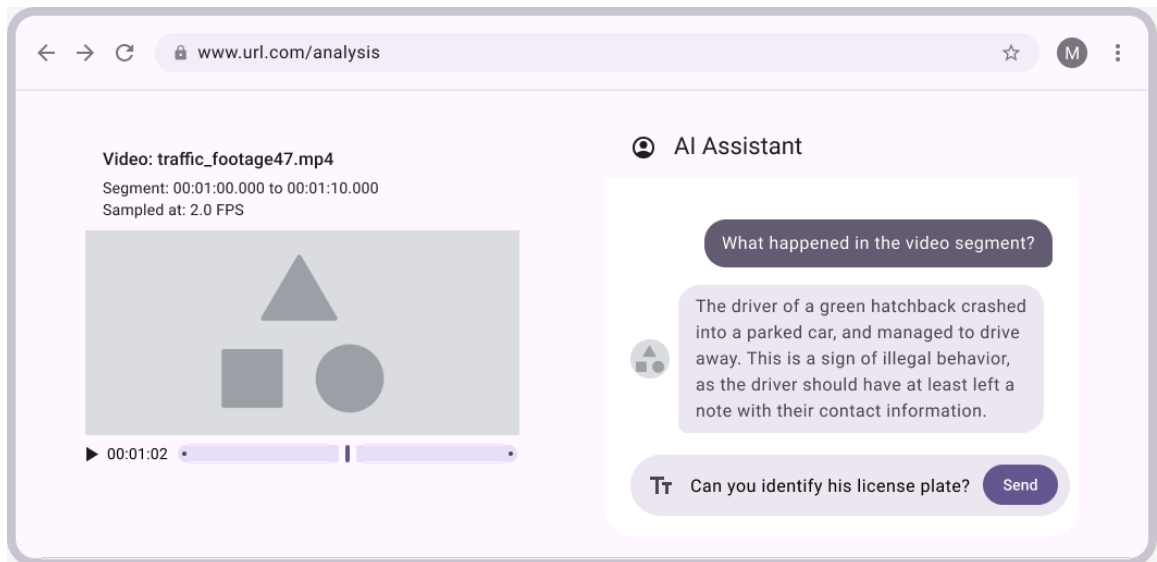 www.url.com/analysis
M
Video: traffic_footage47.mp4
Segment: 00:01:00.000 to 00:01:10.000
Sampled at: 2.0 FPS
00:01:02
AI Assistant
What happened in the video segment?
The driver of a green hatchback crashed
into a parked car, and managed to drive
away. This is a sign of illegal behavior,
as the driver should have at least left a
note with their contact information.
Tт Can you identify his license plate? Send